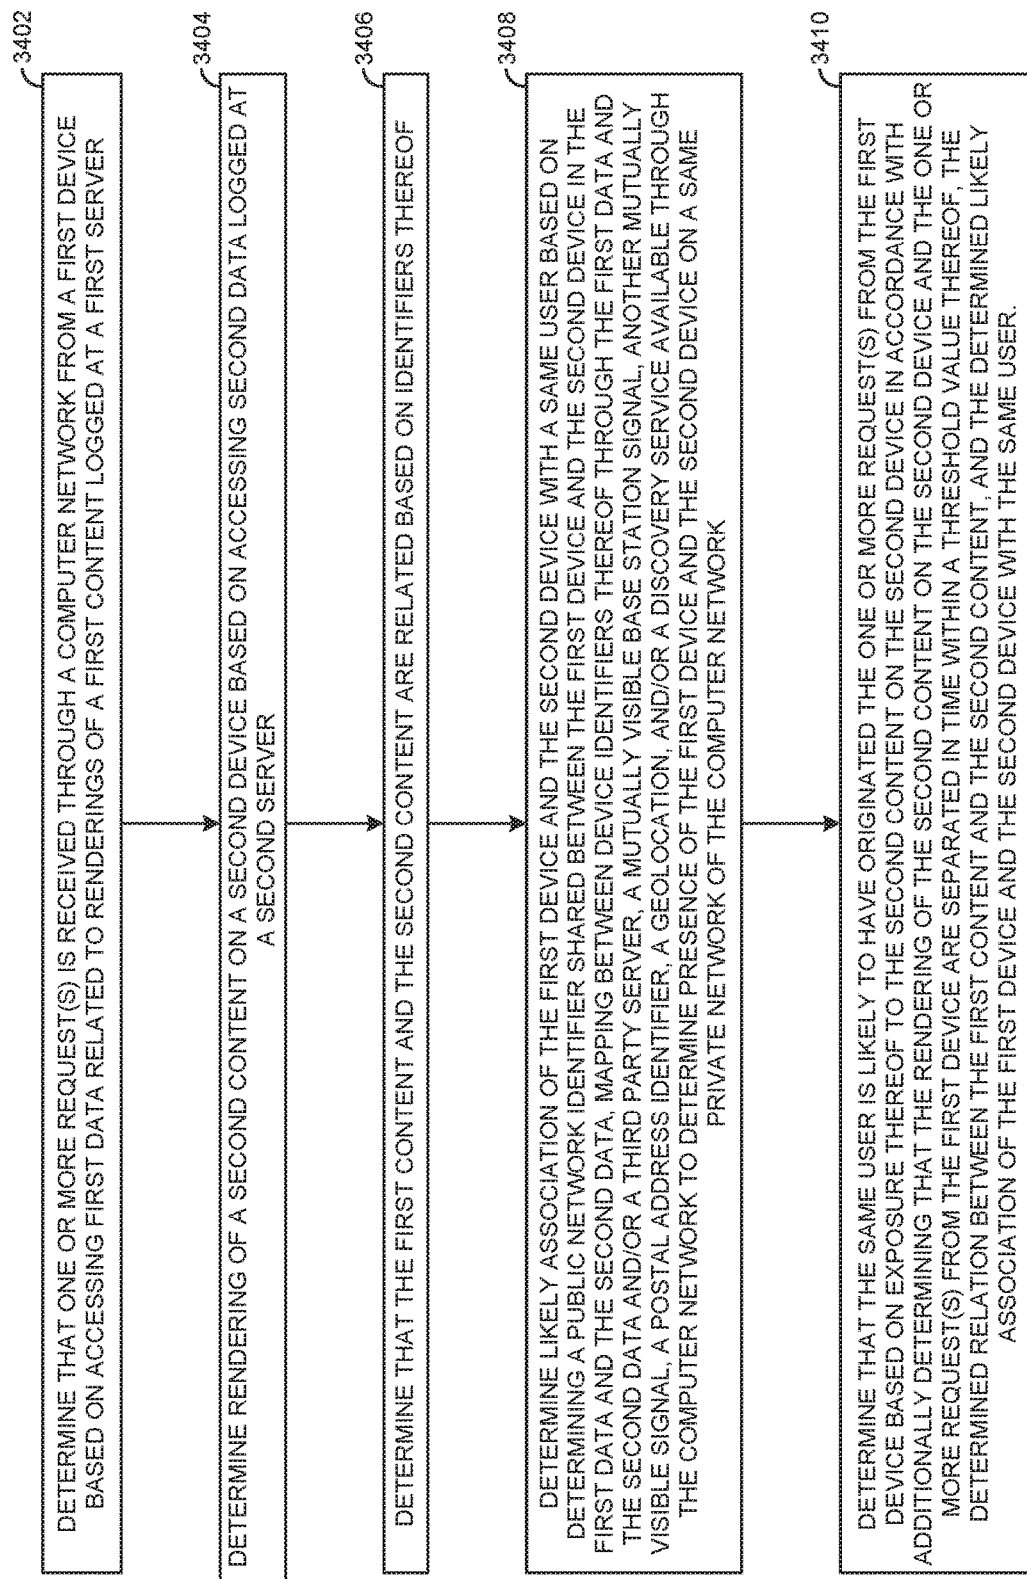 3402
DETERMINE THAT ONE OR MORE REQUEST(S) IS RECEIVED THROUGH A COMPUTER NETWORK FROM A FIRST DEVICE
BASED ON ACCESSING FIRST DATA RELATED TO RENDERINGS OF A FIRST CONTENT LOGGED AT A FIRST SERVER
3404
DETERMINE RENDERING OF A SECOND CONTENT ON A SECOND DEVICE BASED ON ACCESSING SECOND DATA LOGGED AT
A SECOND SERVER
3406
DETERMINE THAT THE FIRST CONTENT AND THE SECOND CONTENT ARE RELATED BASED ON IDENTIFIERS THEREOF
3408
DETERMINE LIKELY ASSOCIATION OF THE FIRST DEVICE AND THE SECOND DEVICE WITH A SAME USER BASED ON
DETERMINING A PUBLIC NETWORK IDENTIFIER SHARED BETWEEN THE FIRST DEVICE AND THE SECOND DEVICE IN THE
FIRST DATA AND THE SECOND DATA, MAPPING BETWEEN DEVICE IDENTIFIERS THEREOF THROUGH THE FIRST DATA AND
THE SECOND DATA AND/OR A THIRD PARTY SERVER, A MUTUALLY VISIBLE BASE STATION SIGNAL, ANOTHER MUTUALLY
VISIBLE SIGNAL, A POSTAL ADDRESS IDENTIFIER, A GEOLOCATION, AND/OR A DISCOVERY SERVICE AVAILABLE THROUGH
THE COMPUTER NETWORK TO DETERMINE PRESENCE OF THE FIRST DEVICE AND THE SECOND DEVICE ON A SAME
PRIVATE NETWORK OF THE COMPUTER NETWORK
3410
DETERMINE THAT THE SAME USER IS LIKELY TO HAVE ORIGINATED THE ONE OR MORE REQUEST(S) FROM THE FIRST
DEVICE BASED ON EXPOSURE THEREOF TO THE SECOND CONTENT ON THE SECOND DEVICE IN ACCORDANCE WITH
ADDITIONALLY DETERMINING THAT THE RENDERING OF THE SECOND CONTENT ON THE SECOND DEVICE AND THE ONE OR
MORE REQUEST(S) FROM THE FIRST DEVICE ARE SEPARATED IN TIME WITHIN A THRESHOLD VALUE THEREOF, THE
DETERMINED RELATION BETWEEN THE FIRST CONTENT AND THE SECOND CONTENT, AND THE DETERMINED LIKELY
ASSOCIATION OF THE FIRST DEVICE AND THE SECOND DEVICE WITH THE SAME USER.